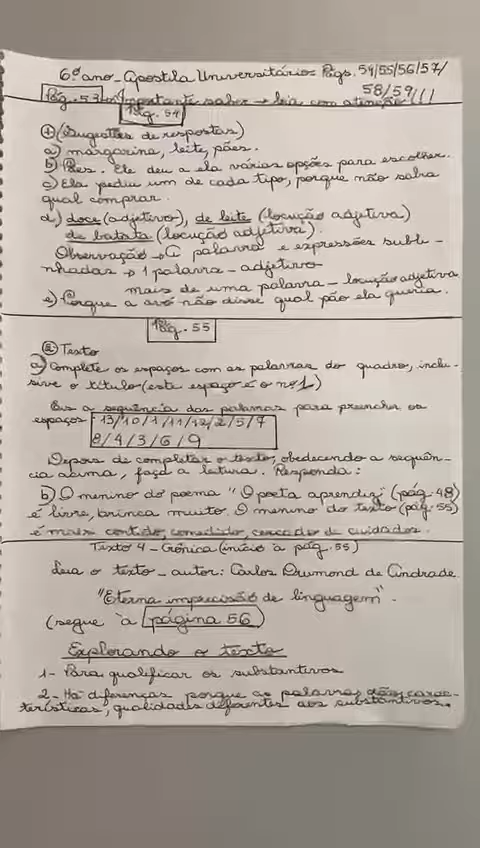 6º ano - Apostila Universitários Págs. 54/55/56/57/
58/59///
Pág. 53 Importante saber → leia com atenção
Pág. 54
4 (Sugestões de respostas)
a) margarina, leite, pães.
b) Pães. Ele deu a ela várias opções para escolher.
c) Ela pediu um de cada tipo, porque não sabia
qual comprar.
d) doce (adjetivo), de leite (locução adjetiva)
de batata (locução adjetiva).
Observação → A palavra e expressões subli-
nhadas → 1 palavra - adjetivo
mais de uma palavra - locução adjetiva.
e) Porque a avó não disse qual pão ela queria.
Pág. 55
5 Texto
a) Complete os espaços com as palavras do quadro, inclu-
sive o título (este espaço é o nº 1)
Eis a sequência das palavras para preencher os
espaços 13/10/1/11/12/2/5/7
8/4/3/6/9
Depois de completar o texto, obedecendo a sequên-
cia acima, faça a leitura. Responda:
b) O menino do poema "O poeta aprendiz" (pág. 48)
é livre, brinca muito. O menino do texto (pág. 55)
é mais contido, comedido, cercado de cuidados.
Texto 4 - Crônica (início à pág. 55)
Leia o texto - autor: Carlos Drumond de Andrade
"Eterna imprecisão de linguagem".
(segue à página 56)
Explorando o texto
1- Para qualificar os substantivos
2- Há diferenças porque as palavras dão carac-
terísticas, qualidades diferentes aos substantivos.